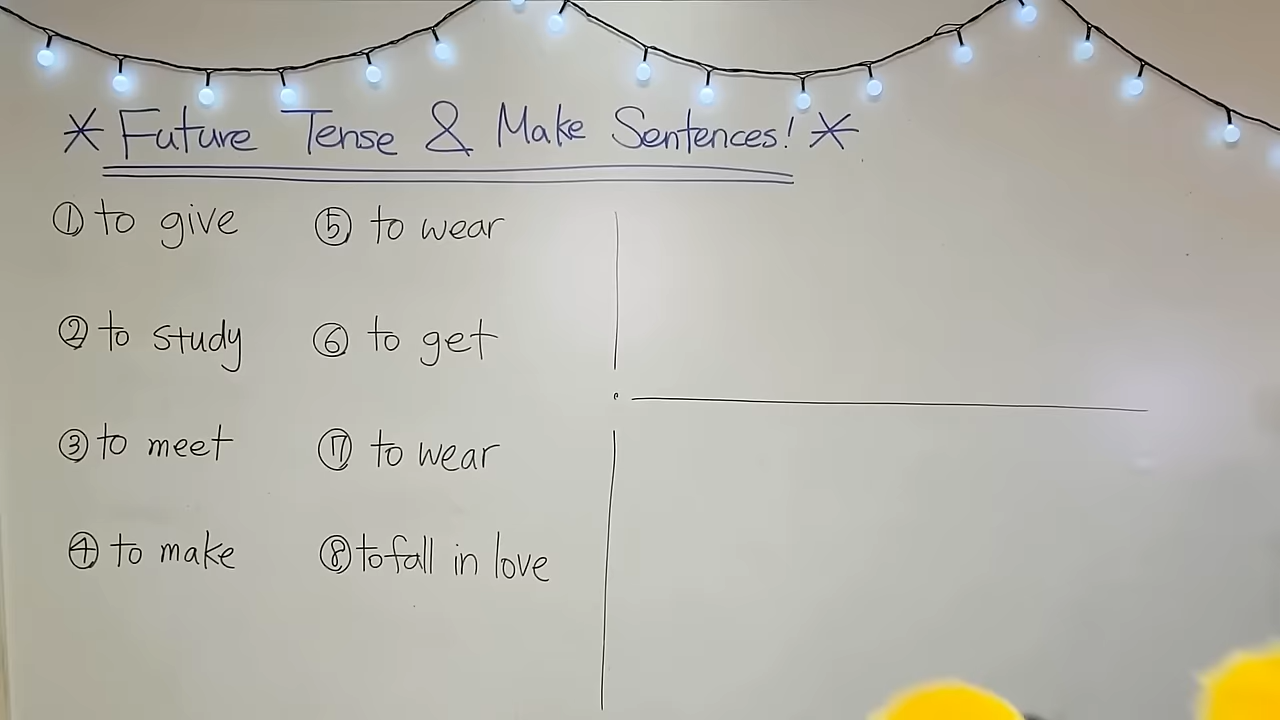 * Future Tense & Make Sentences! *
① to give
② to study
③ to meet
④ to make
⑤ to wear
⑥ to get
⑦ to wear
⑧ to fall in love